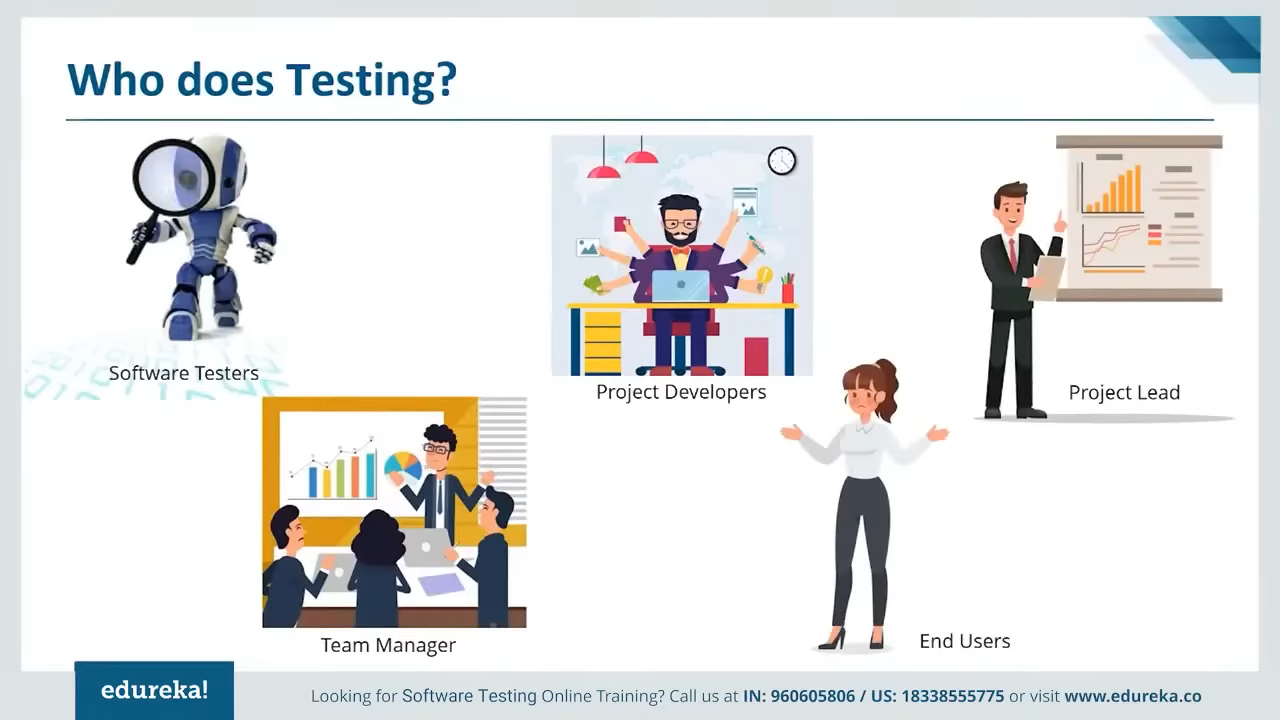 Who does Testing?
Software Testers
Project Developers
Project Lead
Team Manager
End Users
edureka!
Looking for Software Testing Online Training? Call us at IN: 960605806 / US: 18338555775 or visit www.edureka.co